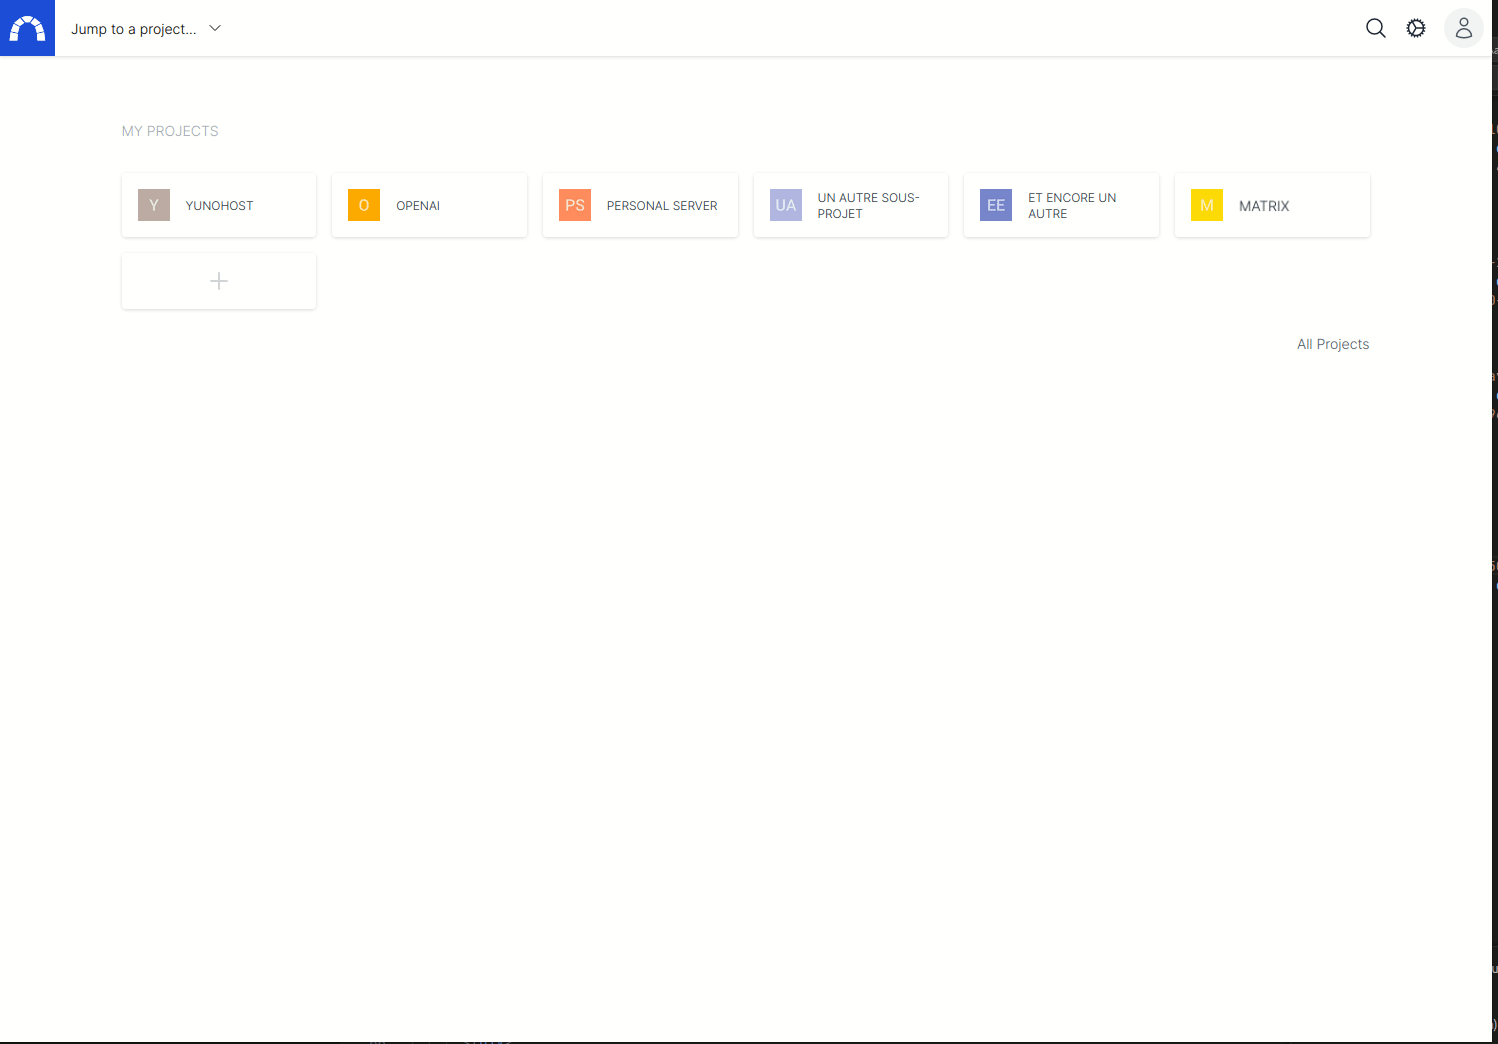 Jump to a project...
MY PROJECTS
Y YUNOHOST
O OPENAI
PS PERSONAL SERVER
UA UN AUTRE SOUS-
PROJET
EE ET ENCORE UN
AUTRE
M MATRIX
All Projects